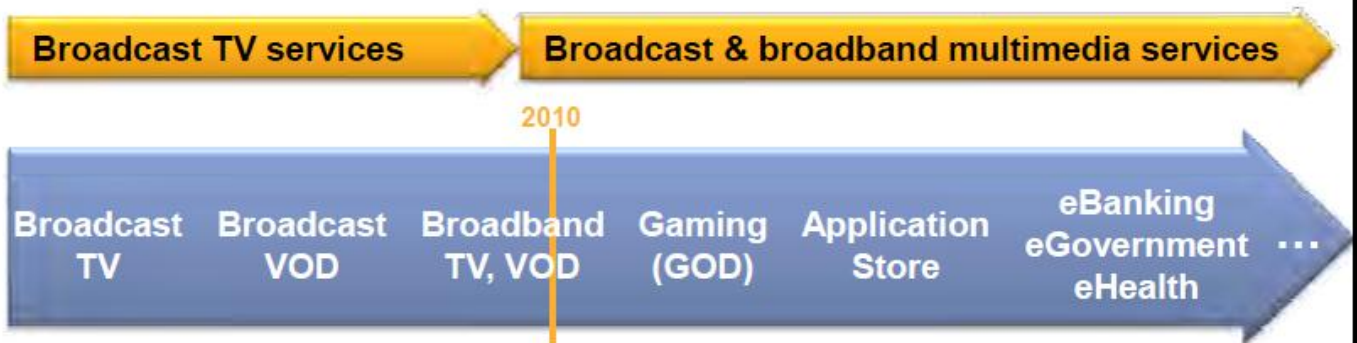 Broadcast TV services
Broadcast & broadband multimedia services
2010
Broadcast
TV
Broadcast
VOD
Broadband
TV, VOD
Gaming
(GOD)
Application
Store
eBanking
eGovernment
eHealth
...